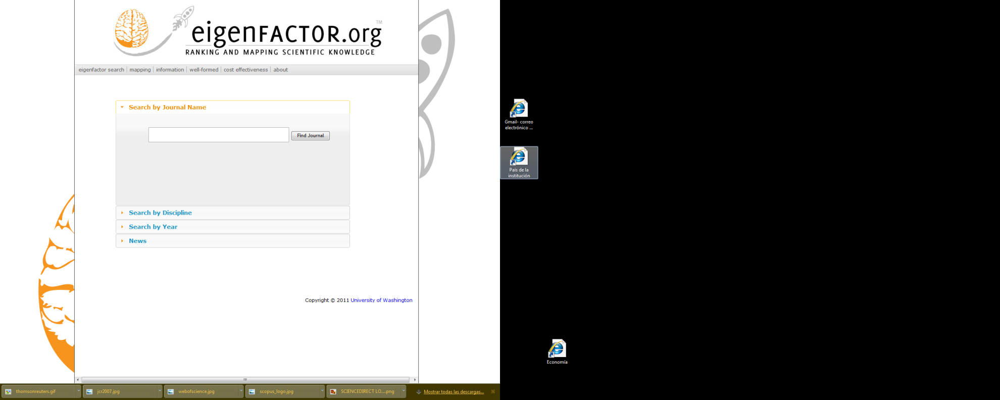 eigenFACTOR.org TM
RANKING AND MAPPING SCIENTIFIC KNOWLEDGE
eigenfactor search mapping information well-formed cost effectiveness about
Search by Journal Name
Find Journal
Search by Discipline
Search by Year
News
Copyright © 2011 University of Washington
thomsonreuters.gif jcr2007.jpg webofscience.jpg scopus_logo.jpg SCIENCEDIRECT LO....png Mostrar todas las descargas...
Gmail- correo
electrónico ...
País de la
institución
Economía